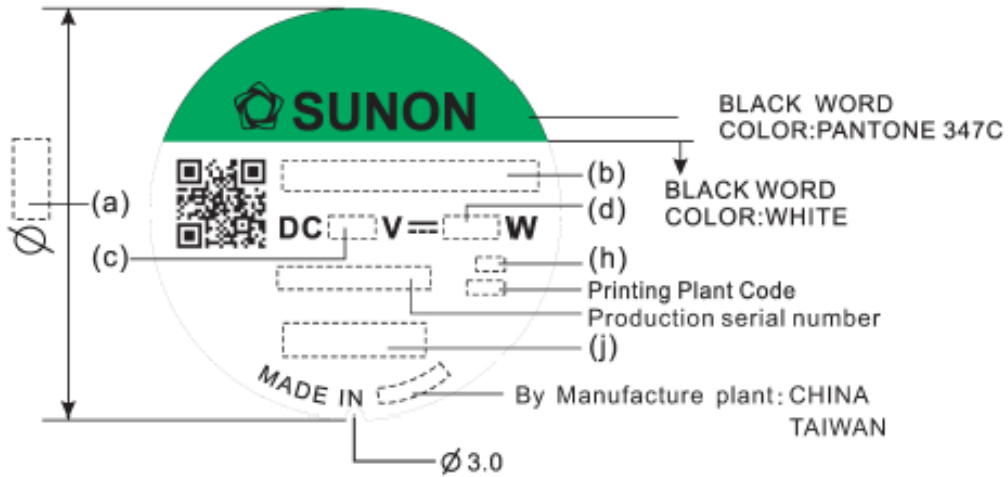 SUNON
BLACK WORD
COLOR:PANTONE 347C
(b)
BLACK WORD
COLOR:WHITE
(a)
Ø
DC V W
(d)
(c)
(h)
Printing Plant Code
Production serial number
(j)
MADE IN
By Manufacture plant: CHINA
TAIWAN
Ø 3.0